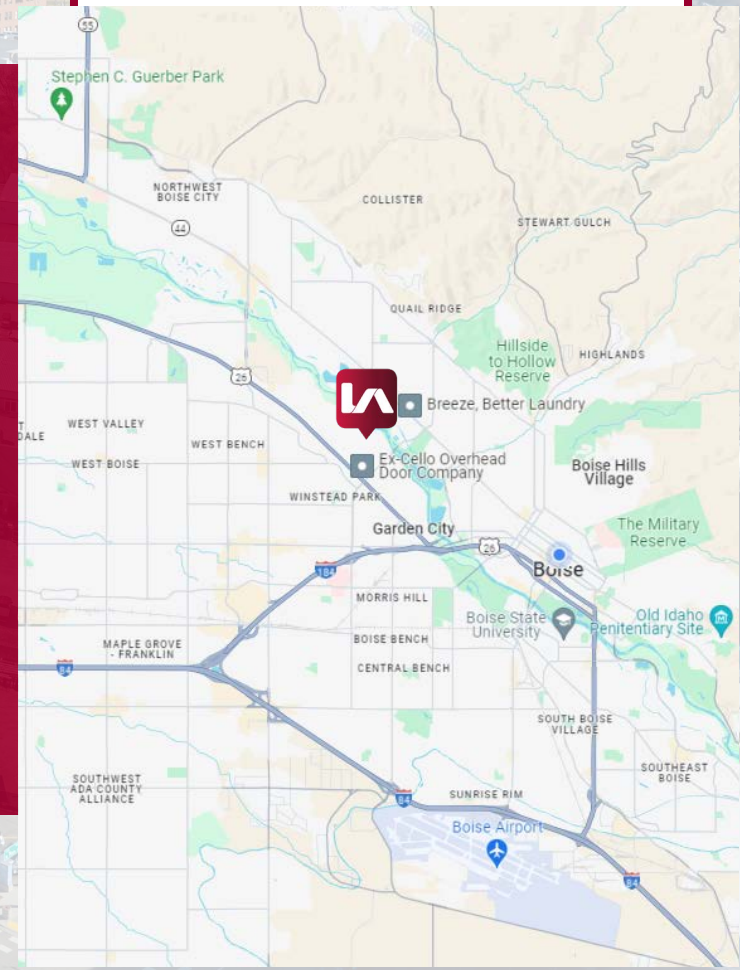 55
Stephen C. Guerber Park
NORTHWEST
BOISE CITY
COLLISTER
44
STEWART GULCH
QUAIL RIDGE
Hillside
to Hollow
Reserve
HIGHLANDS
26
Breeze, Better Laundry
WEST VALLEY
DALE
WEST BENCH
WEST BOISE
Ex-Cello Overhead
Door Company
Boise Hills
Village
WINSTEAD PARK
The Military
Reserve
Garden City
26
Boise
184
MORRIS HILL
Boise State
University
Old Idaho
Penitentiary Site
MAPLE GROVE
- FRANKLIN
BOISE BENCH
CENTRAL BENCH
84
SOUTH BOISE
VILLAGE
SOUTHEAST
BOISE
SOUTHWEST
ADA COUNTY
ALLIANCE
84
SUNRISE RIM
Boise Airport
84